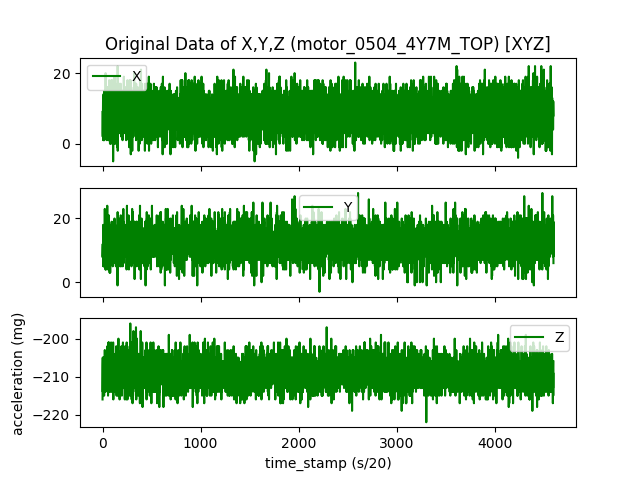 Original Data of X,Y,Z (motor_0504_4Y7M_TOP) [XYZ]
20
0
X
20
0
Y
−200
−210
−220
Z
acceleration (mg)
0 1000 2000 3000 4000
time_stamp (s/20)